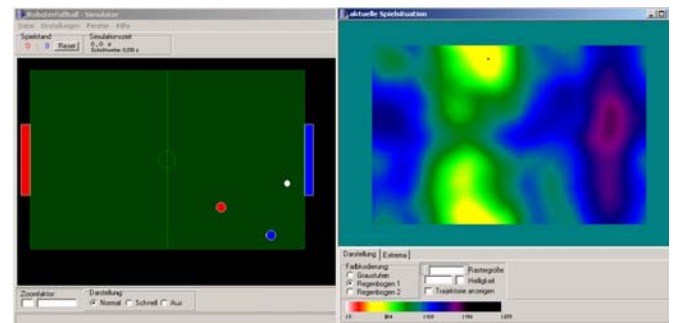 Roboterfußball - Simulator
Datei Einstellungen Fenster Hilfe
Spielstand
0 : 0 Reset
Simulationszeit
0,0 s
Zoomfaktor
Darstellung
Normal Schnell Aus
aktuelle Spielsituation
Darstellung Extrema
Farbkodierung
Graustufen
Regenbogen 1
Regenbogen 2
Rastergröße
Helligkeit
Trajektorie anzeigen